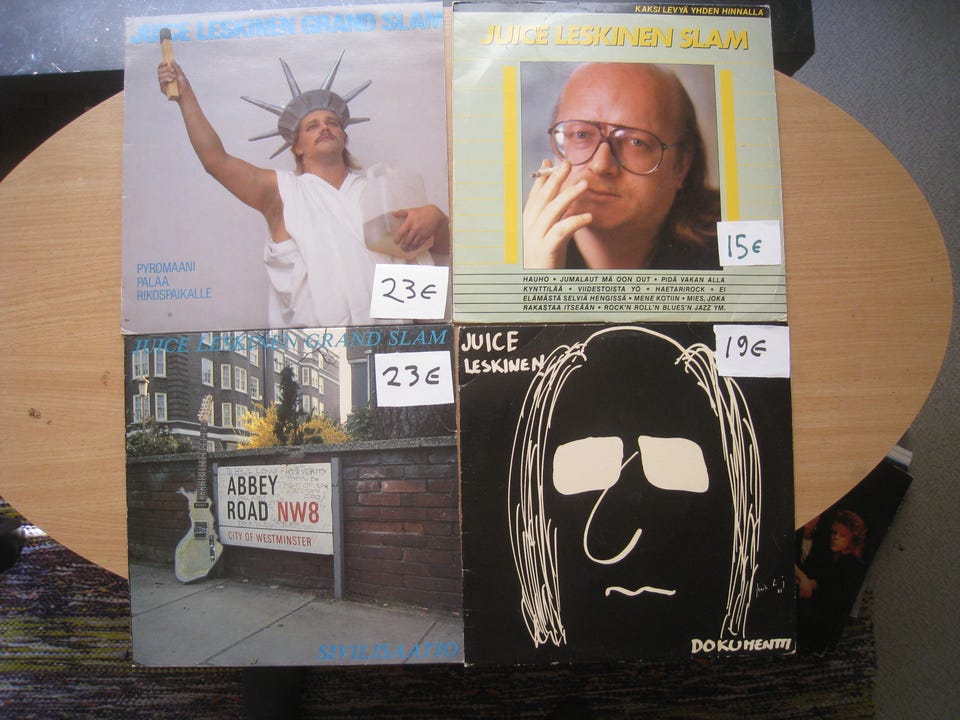 JUICE LESKINEN GRAND SLAM
PYROMAANI
PALAA
RIKOSPAIKALLE
23€
KAKSI LEVYÄ YHDEN HINNALLA
JUICE LESKINEN SLAM
15€
HAUHO • JUMALAUT MÄ OON OUT • PIDÄ VAKAN ALLA
KYNTTILÄÄ • VIIDESTOISTA YÖ • HAETARIROCK • EI
ELÄMÄSTÄ SELVIÄ HENGISSÄ • MENE KOTIIN • MIES, JOKA
RAKASTAA ITSEÄÄN • ROCK'N ROLL'N BLUES'N JAZZ YM.
JUICE LESKINEN GRAND SLAM
23€
ABBEY
ROAD NW8
CITY OF WESTMINSTER
SIVILISAATIO
JUICE
LESKINEN
19€
DOKUMENTTI